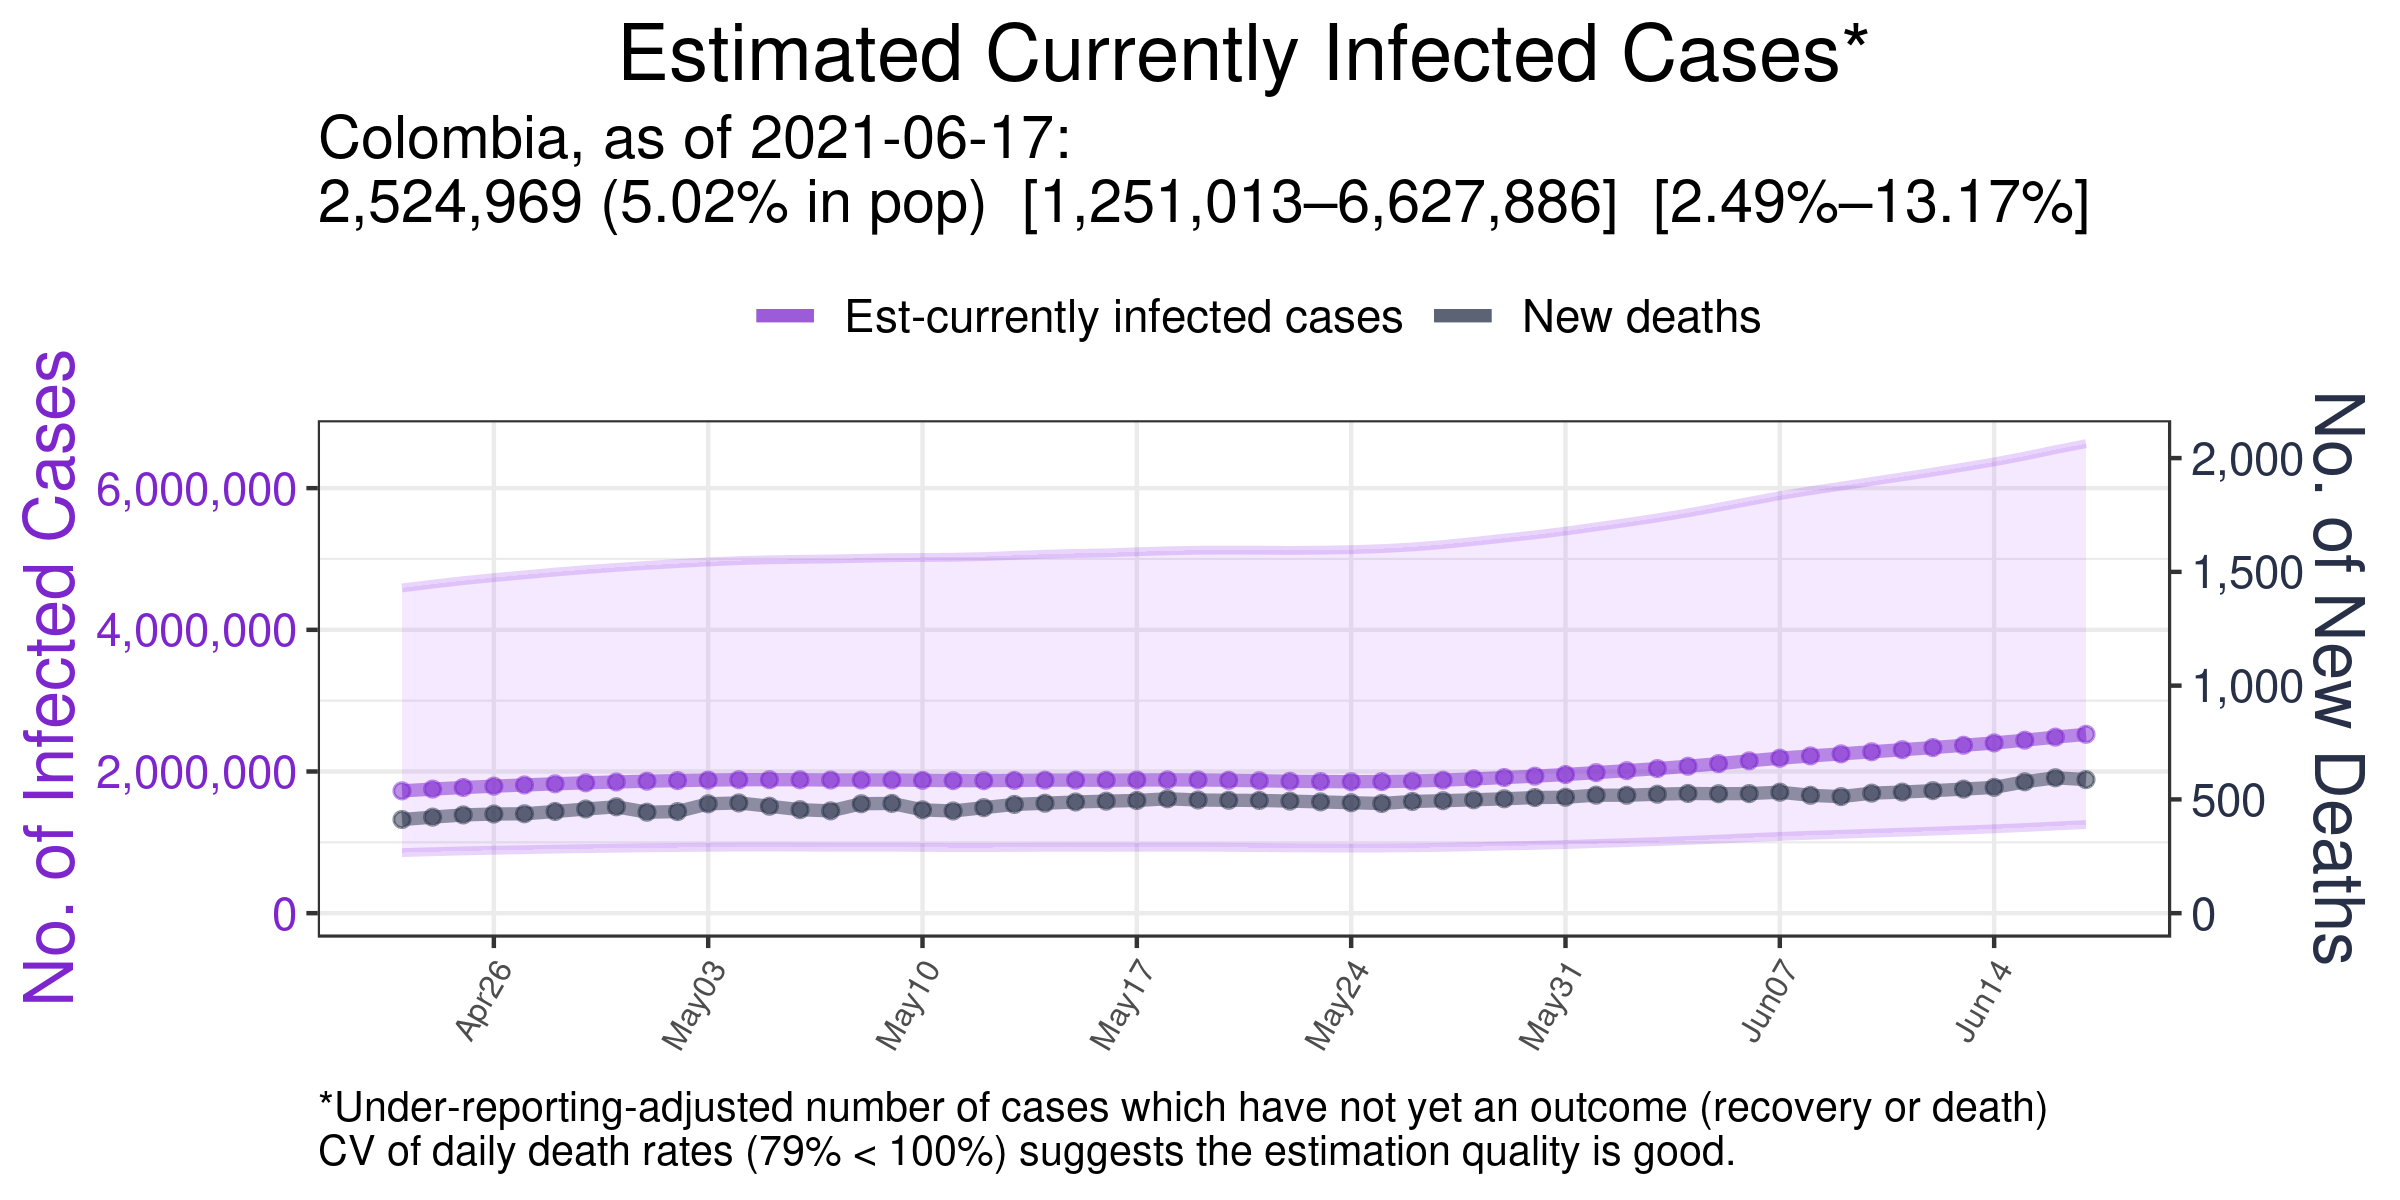 Estimated Currently Infected Cases*
Colombia, as of 2021-06-17:
2,524,969 (5.02% in pop)  [1,251,013–6,627,886]  [2.49%–13.17%]
Est-currently infected cases
New deaths
No. of Infected Cases
6,000,000
4,000,000
2,000,000
0
No. of New Deaths
2,000
1,500
1,000
500
0
Apr26
May03
May10
May17
May24
May31
Jun07
Jun14
*Under-reporting-adjusted number of cases which have not yet an outcome (recovery or death)
CV of daily death rates (79% < 100%) suggests the estimation quality is good.